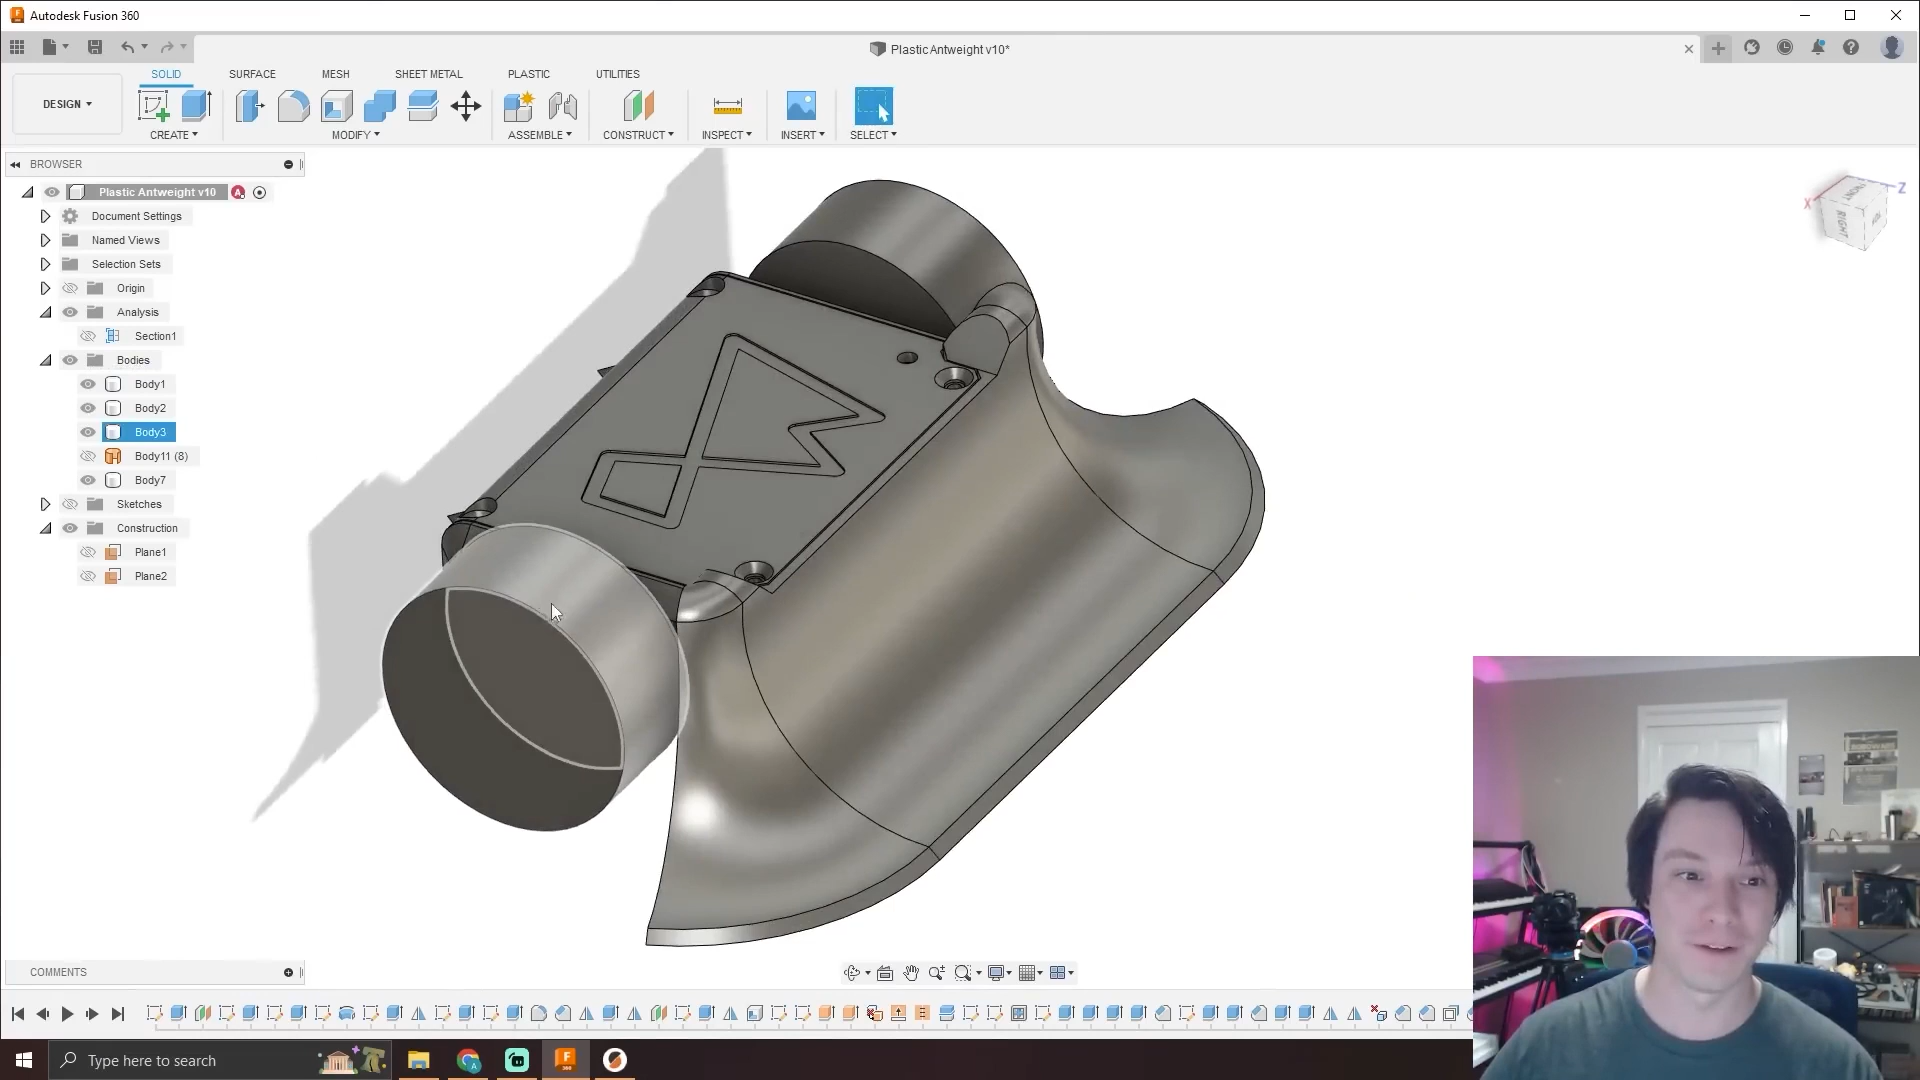 Autodesk Fusion 360
Plastic Antweight v10*
DESIGN
SOLID
SURFACE
MESH
SHEET METAL
PLASTIC
UTILITIES
CREATE
MODIFY
ASSEMBLE
CONSTRUCT
INSPECT
INSERT
SELECT
BROWSER
Plastic Antweight v10
A
Document Settings
Named Views
Selection Sets
Origin
Analysis
Section1
Bodies
Body1
Body2
Body3
Body11 (8)
Body7
Sketches
Construction
Plane1
Plane2
FRONT
RIGHT
X
Z
COMMENTS
Type here to search